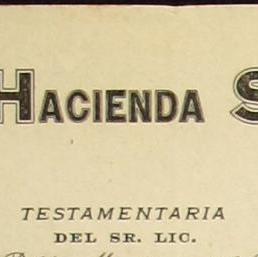 HACIENDA S
TESTAMENTARIA
DEL SR. LIC.